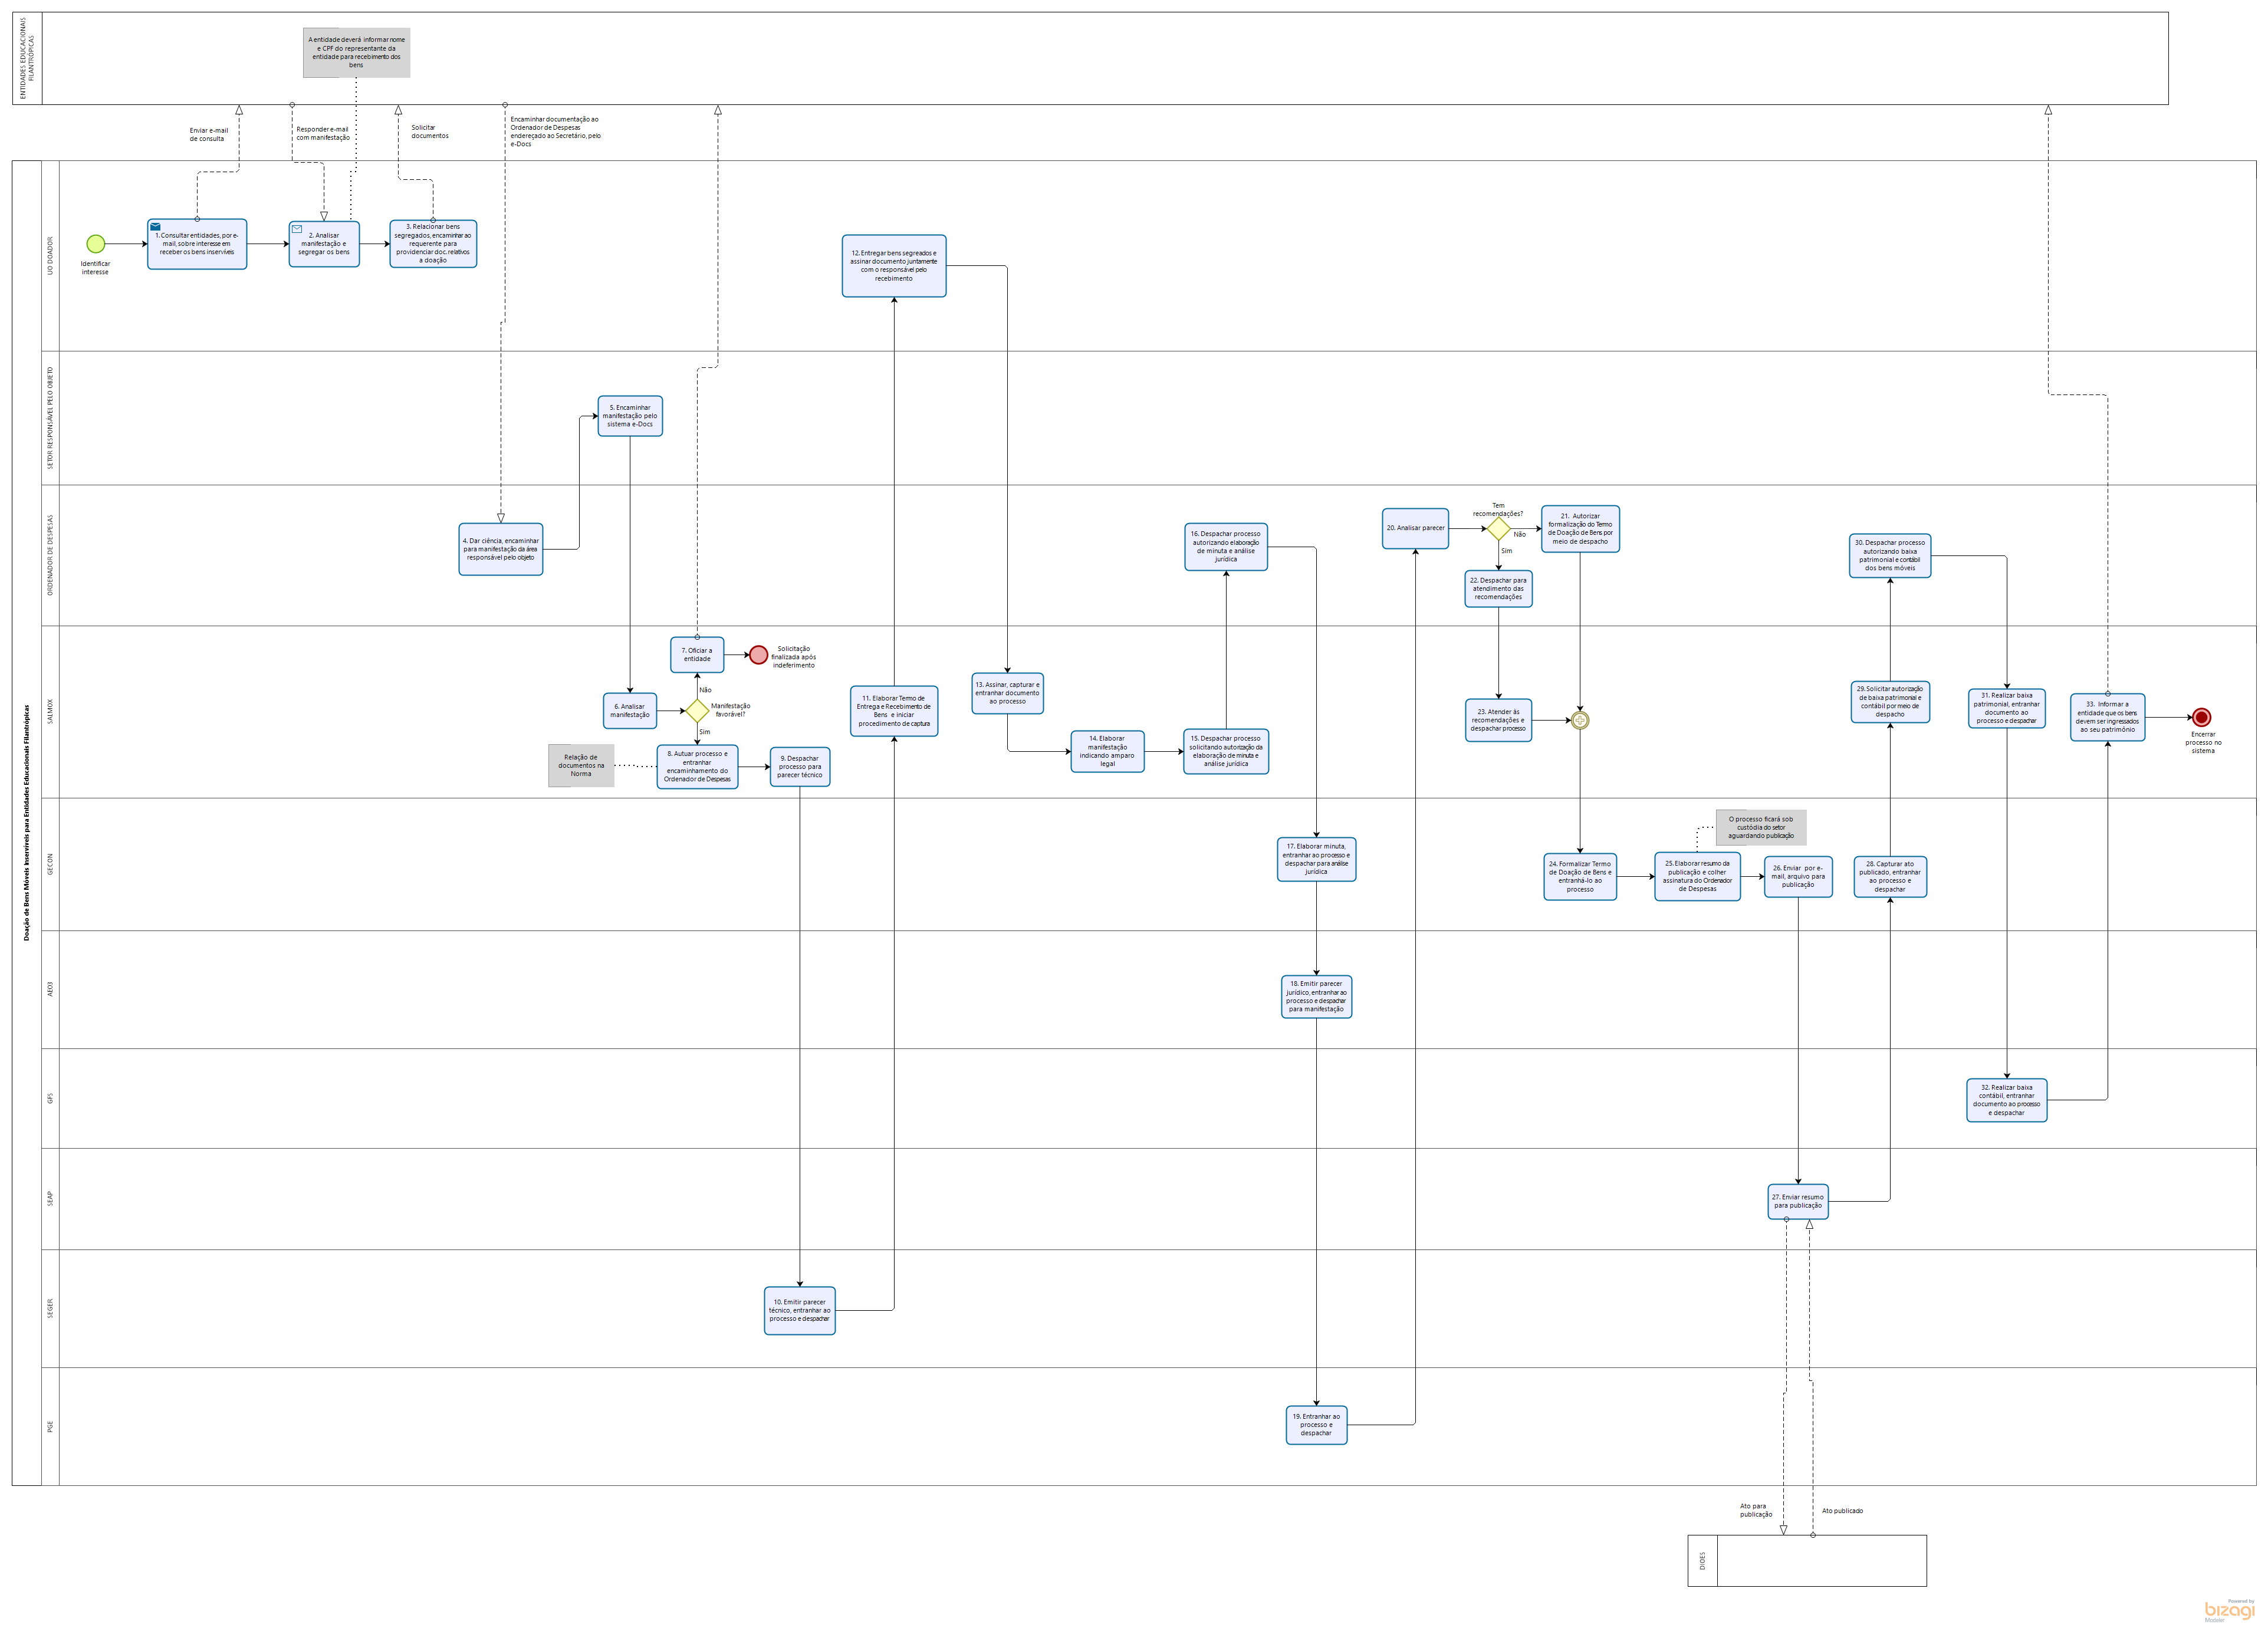 ENTIDADES EDUCACIONAIS
FILANTRÓPICAS
A entidade deverá informar nome
e CPF do representante da
entidade para recebimento dos
bens
Enviar e-mail
de consulta
Responder e-mail
com manifestação
Solicitar
documentos
Encaminhar documentação ao
Ordenador de Despesas
endereçado ao Secretário, pelo
e-Docs
Doação de Bens Móveis Inservíveis para Entidades Educacionais Filantrópicas
UO DOADOR
Identificar
interesse
1. Consultar entidades, por e-
mail, sobre interesse em
receber os bens inservíveis
2. Analisar
manifestação e
segregar os bens
3. Relacionar bens
segregados, encaminhar ao
requerente para
providenciar doc. relativos
a doação
12. Entregar bens segreados e
assinar documento juntamente
com o responsável pelo
recebimento
SETOR RESPONSÁVEL PELO OBJETO
5. Encaminhar
manifestação pelo
sistema e-Docs
ORDENADOR DE DESPESAS
4. Dar ciência, encaminhar
para manifestação da área
responsável pelo objeto
16. Despachar processo
autorizando elaboração
de minuta e análise
jurídica
20. Analisar parecer
Tem
recomendações?
Não
Sim
21. Autorizar
formalização do Termo
de Doação de Bens por
meio de despacho
22. Despachar para
atendimento das
recomendações
30. Despachar processo
autorizando baixa
patrimonial e contábil
dos bens móveis
SALMOX
6. Analisar
manifestação
7. Oficiar a
entidade
Solicitação
finalizada após
indeferimento
Não
Manifestação
favorável?
Sim
Relação de
documentos na
Norma
8. Autuar processo e
entranhar
encaminhamento do
Ordenador de Despesas
9. Despachar
processo para
parecer técnico
11. Elaborar Termo de
Entrega e Recebimento de
Bens e iniciar
procedimento de captura
13. Assinar, capturar e
entranhar documento
ao processo
14. Elaborar
manifestação
indicando amparo
legal
15. Despachar processo
solicitando autorização da
elaboração de minuta e
análise jurídica
23. Atender às
recomendações e
despachar processo
29. Solicitar autorização
de baixa patrimonial e
contábil por meio de
despacho
31. Realizar baixa
patrimonial, entranhar
documento ao
processo e despachar
33. Informar a
entidade que os bens
devem ser ingressados
ao seu patrimônio
Encerrar
processo no
sistema
GECON
17. Elaborar minuta,
entranhar ao processo e
despachar para análise
jurídica
24. Formalizar Termo
de Doação de Bens e
entranhá-lo ao
processo
O processo ficará sob
custódia do setor
aguardando publicação
25. Elaborar resumo da
publicação e colher
assinatura do Ordenador
de Despesas
26. Enviar por e-
mail, arquivo para
publicação
28. Capturar ato
publicado, entranhar
ao processo e
despachar
AEO3
18. Emitir parecer
jurídico, entranhar ao
processo e despachar
para manifestação
GFS
32. Realizar baixa
contábil, entranhar
documento ao processo
e despachar
SEAP
27. Enviar resumo
para publicação
SEGER
10. Emitir parecer
técnico, entranhar ao
processo e despachar
PGE
19. Entranhar ao
processo e
despachar
Ato para
publicação
Ato publicado
DIOES
Powered by
bizagi
Modeler